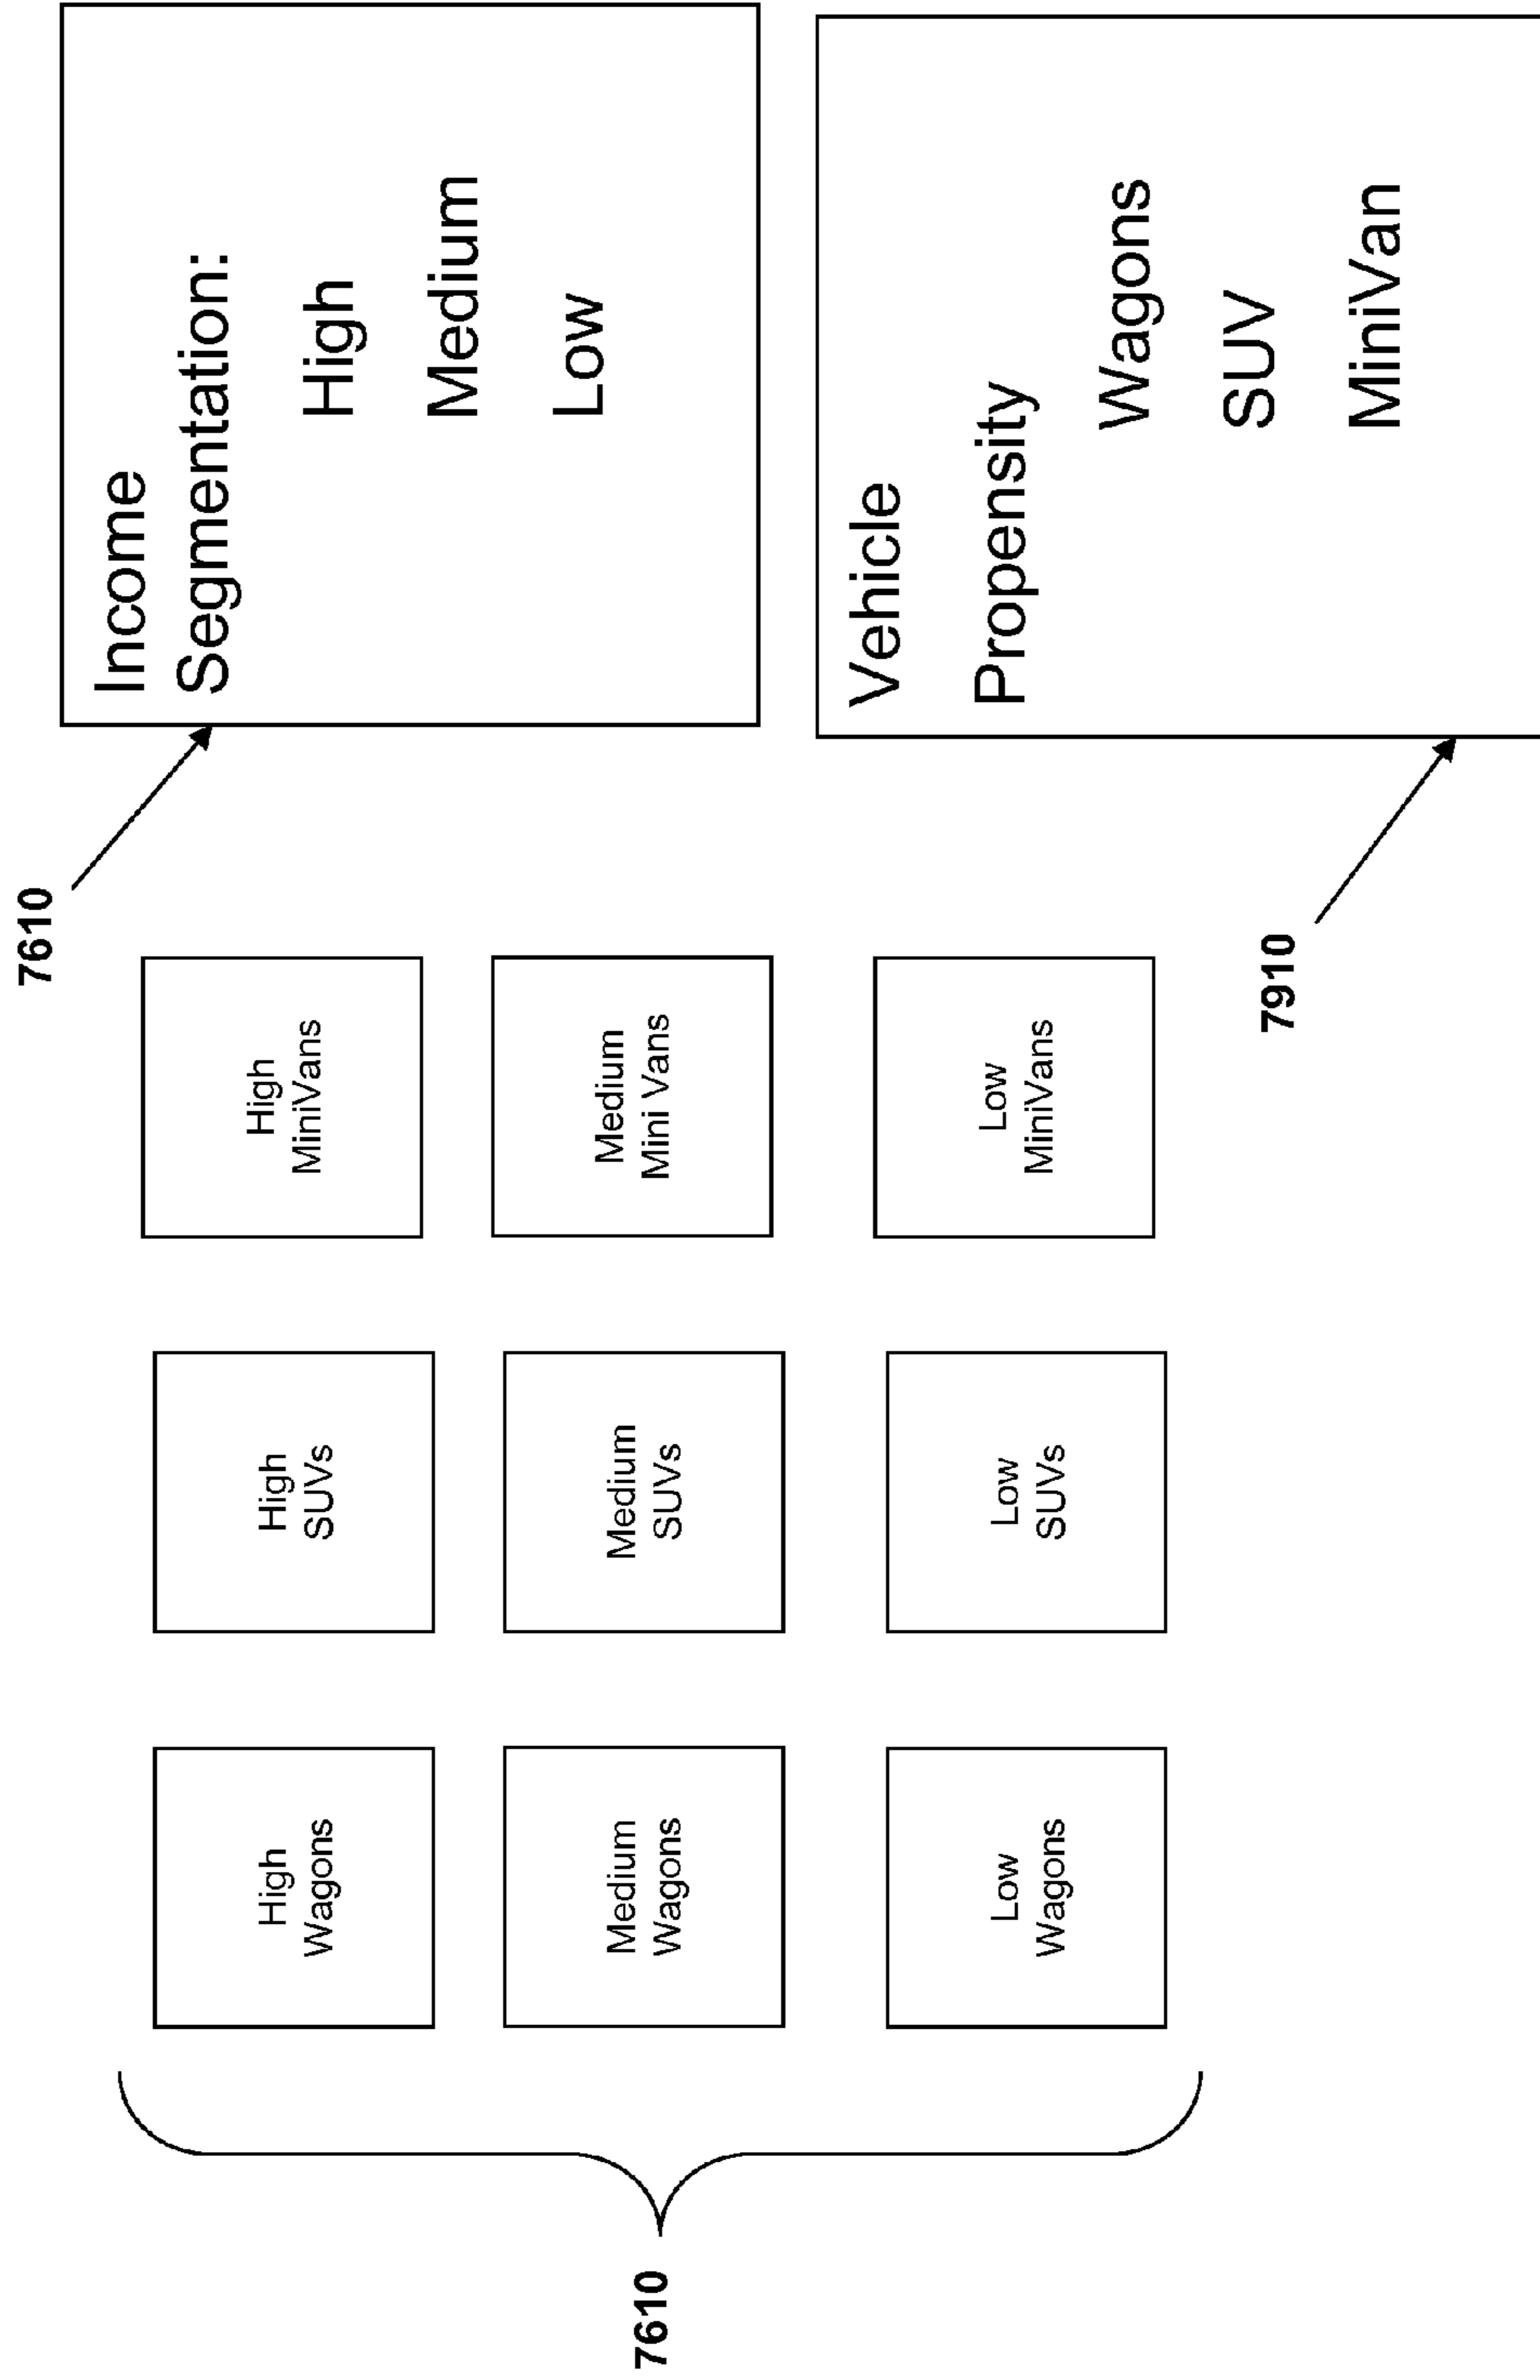 7610
High
Wagons
High
SUVs
High
MiniVans
Medium
Wagons
Medium
SUVs
Medium
Mini Vans
Low
Wagons
Low
SUVs
Low
MiniVans
7610
Income
Segmentation:
High
Medium
Low
7910
Vehicle
Propensity
Wagons
SUV
MiniVan